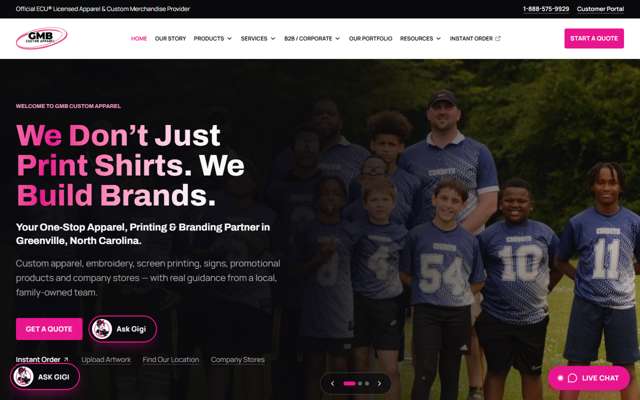 Official ECU® Licensed Apparel & Custom Merchandise Provider
1-888-575-9929
Customer Portal
GMB
CUSTOM APPAREL
HOME
OUR STORY
PRODUCTS
SERVICES
B2B / CORPORATE
OUR PORTFOLIO
RESOURCES
INSTANT ORDER
START A QUOTE
WELCOME TO GMB CUSTOM APPAREL
We Don’t Just
Print Shirts. We
Build Brands.
Your One-Stop Apparel, Printing & Branding Partner in
Greenville, North Carolina.
Custom apparel, embroidery, screen printing, signs, promotional
products and company stores — with real guidance from a local,
family-owned team.
GET A QUOTE
Ask Gigi
Instant Order
Upload Artwork
Find Our Location
Company Stores
ASK GIGI
LIVE CHAT
COWBOYS
4
54
10
11